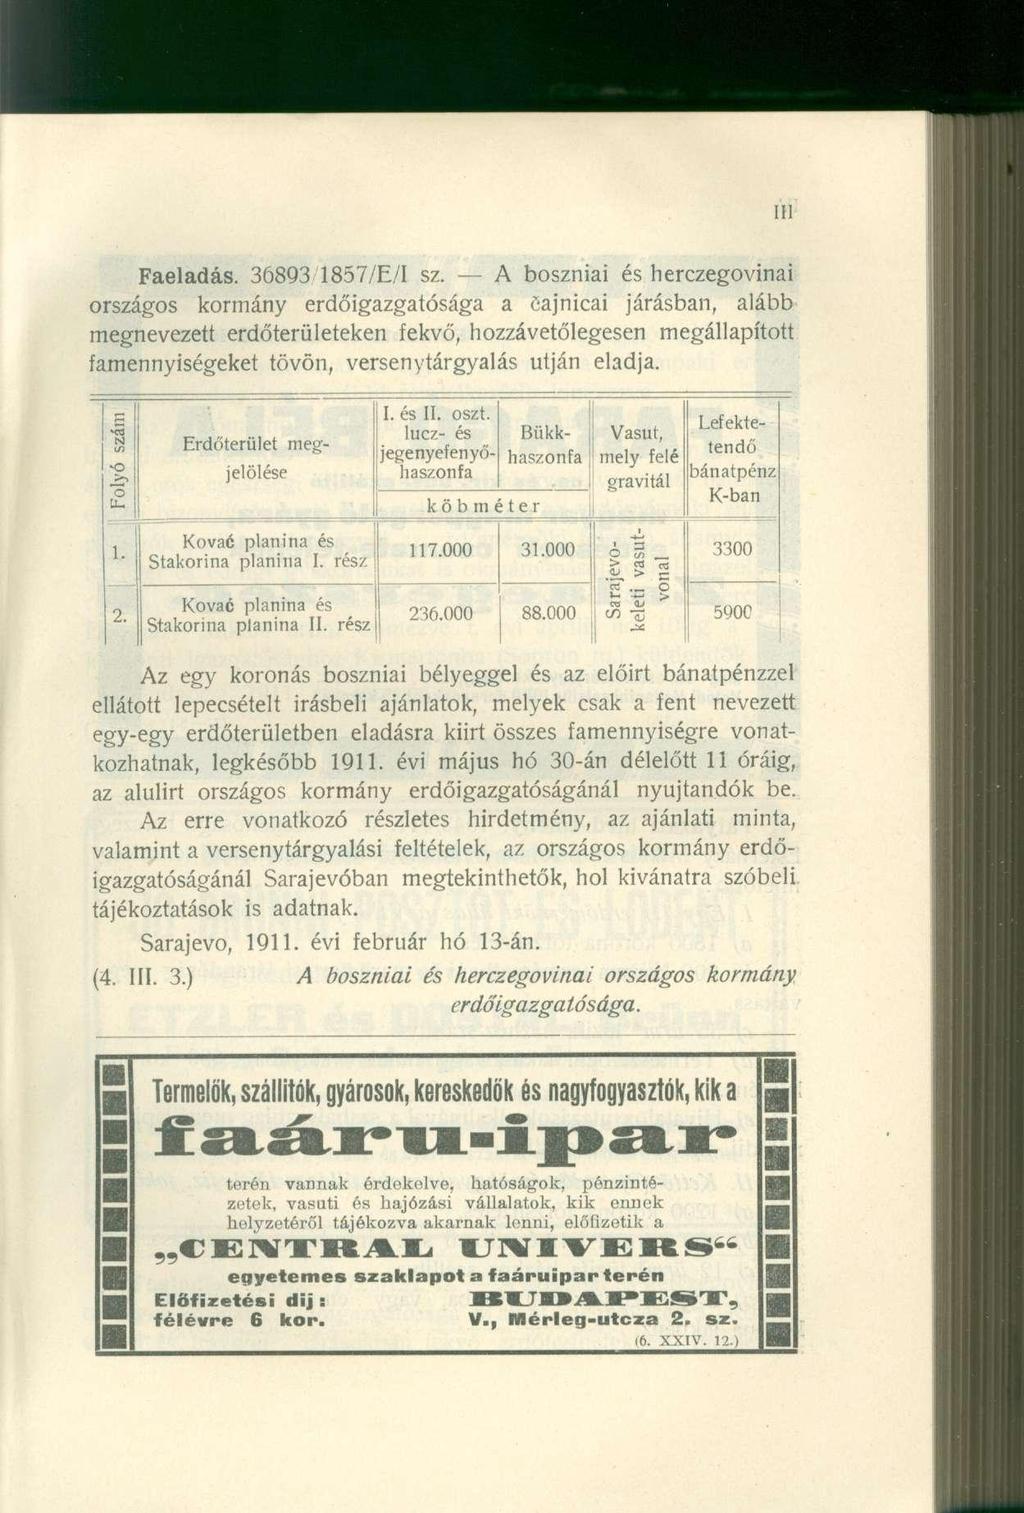 III
Faeladás. 36893/1857/E/I sz. — A boszniai és herczegovinai
országos kormány erdőigazgatósága a čajnicai járásban, alább
megnevezett erdőterületeken fekvő, hozzávetőlegesen megállapított
famennyiségeket tövön, versenytárgyalás utján eladja.
Folyó szám
Erdőterület meg-
jelölése
I. és II. oszt.
lucz- és
jegenyefenyő-
haszonfa
Bükk-
haszonfa
köbméter
Vasut,
mely felé
gravitál
Lefekte-
tendő
bánatpénz
K-ban
1.
Kovać planina és
Stakorina planina I. rész
117.000
31.000
Sarajevo-
keleti vasut-
vonal
3300
2.
Kovać planina és
Stakorina planina II. rész
236.000
88.000
5900
Az egy koronás boszniai bélyeggel és az előirt bánatpénzzel
ellátott lepecsételt irásbeli ajánlatok, melyek csak a fent nevezett
egy-egy erdőterületben eladásra kiirt összes famennyiségre vonat-
kozhatnak, legkésőbb 1911. évi május hó 30-án délelőtt 11 óráig,
az alulirt országos kormány erdőigazgatóságánál nyujtandók be.
Az erre vonatkozó részletes hirdetmény, az ajánlati minta,
valamint a versenytárgyalási feltételek, az országos kormány erdő-
igazgatóságánál Sarajevóban megtekinthetők, hol kivánatra szóbeli
tájékoztatások is adatnak.
Sarajevo, 1911. évi február hó 13-án.
(4. III. 3.) A boszniai és herczegovinai országos kormány
erdőigazgatósága.
Termelők, szállitók, gyárosok, kereskedők és nagyfogyasztók, kik a
faáru-ipar
terén vannak érdekelve, hatóságok, pénzinté-
zetek, vasuti és hajózási vállalatok, kik ennek
helyzetéről tájékozva akarnak lenni, előfizetik a
„CENTRAL UNIVERS“
egyetemes szaklapot a faáruipar terén
Előfizetési dij: BUDAPEST,
félévre 6 kor. V., Mérleg-utcza 2. sz.
(6. XXIV. 12.)